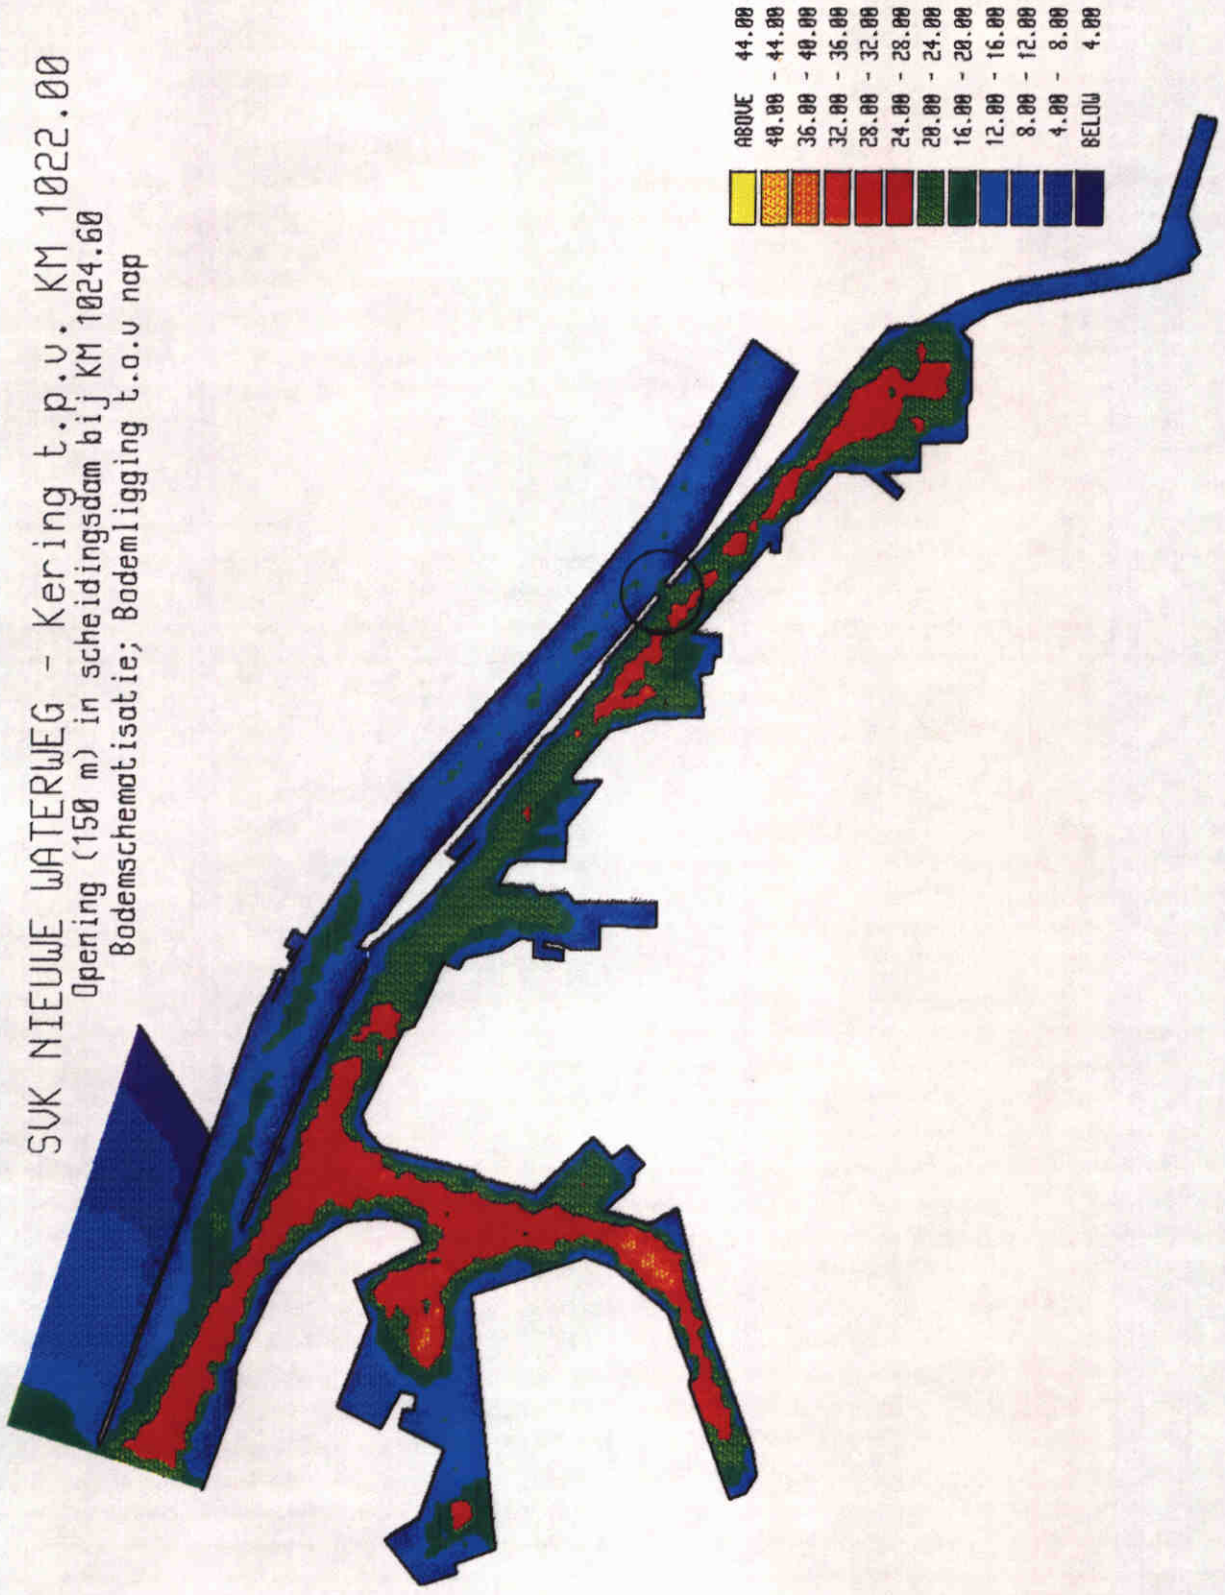 SVK NIEUWE WATERWEG - Kering t.p.v. KM 1022.00
Opening (150 m) in scheidingsdam bij KM 1024.60
Bodemschematisatie; Bodemligging t.o.v nap
ABOVE 44.00
40.00 - 44.00
36.00 - 40.00
32.00 - 36.00
28.00 - 32.00
24.00 - 28.00
20.00 - 24.00
16.00 - 20.00
12.00 - 16.00
8.00 - 12.00
4.00 - 8.00
BELOW 4.00